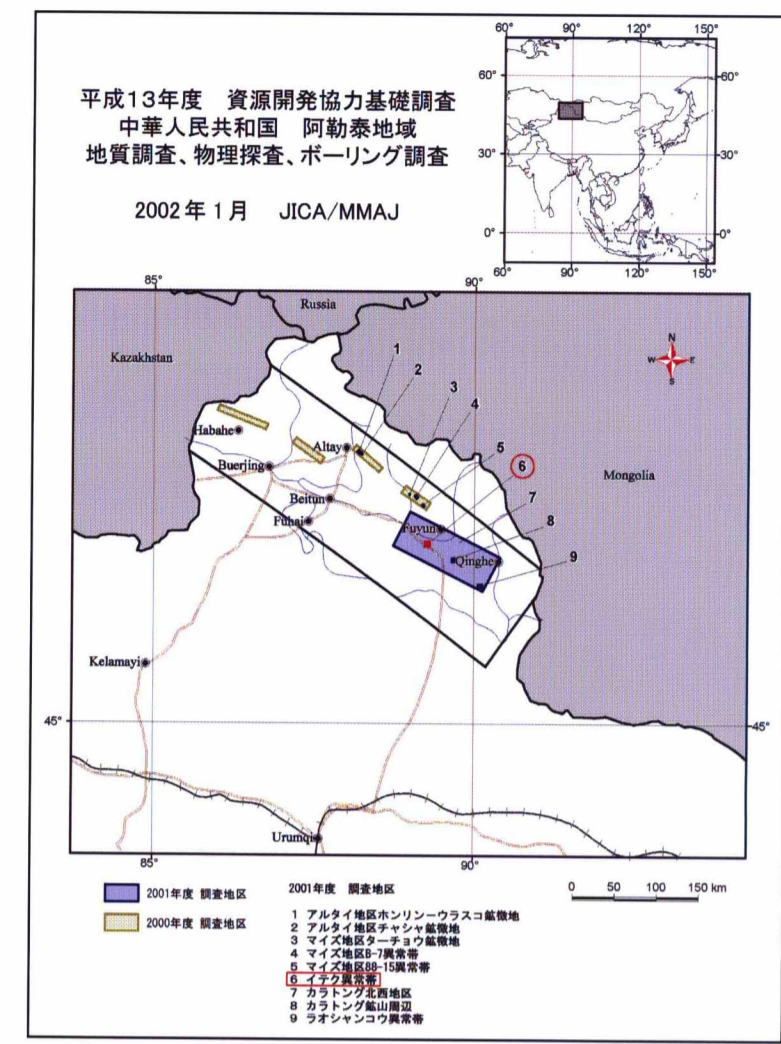 平成13年度 資源開発協力基礎調査
中華人民共和国 阿勒泰地域
地質調査、物理探査、ボーリング調査
2002年1月 JICA/MMAJ
60° 90° 120° 150°
60° 60°
30° 30°
0° 0°
60° 90° 120° 150°
85° 90°
Russia
Kazakhstan
Mongolia
N
W E
S
1
2
3
4
5
6
7
8
9
Habahe
Altay
Buerjing
Beitun
Fuhai
Fuyun
Qinghe
Kelamayi
45° 45°
Urumqi
85° 90°
2001年度 調査地区
2000年度 調査地区
0 50 100 150 km
2001年度 調査地区
1 アルタイ地区ホンリンーウラスコ鉱徴地
2 アルタイ地区チャシャ鉱徴地
3 マイズ地区ターチョウ鉱徴地
4 マイズ地区B-7異常帯
5 マイズ地区88-15異常帯
6 イテク異常帯
7 カラトング北西地区
8 カラトング鉱山周辺
9 ラオシャンコウ異常帯